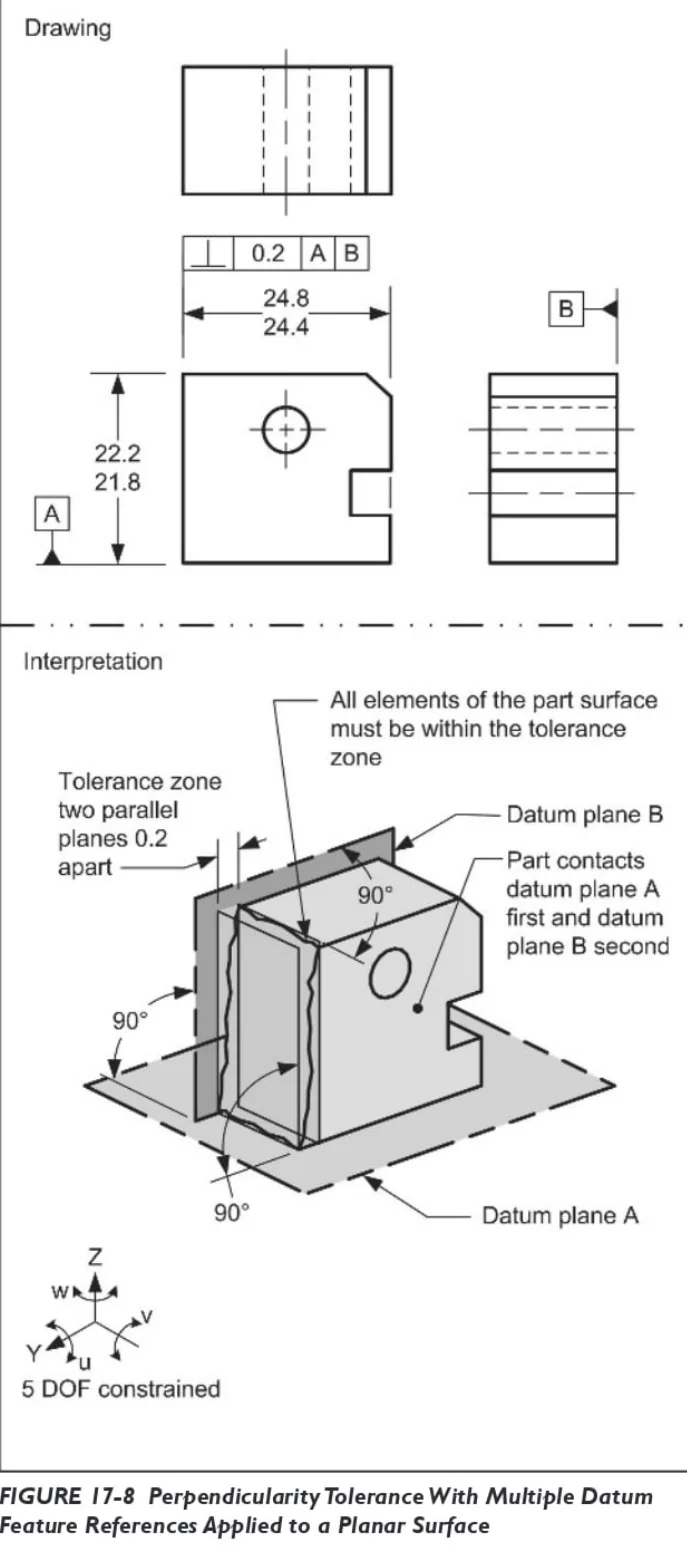 Drawing
⊥ 0.2 A B
24.8
24.4
B
22.2
21.8
A
Interpretation
All elements of the part surface
must be within the tolerance
zone
Tolerance zone
two parallel
planes 0.2
apart
Datum plane B
Part contacts
datum plane A
first and datum
plane B second
90°
90°
90°
Datum plane A
Z
W
V
Y
u
5 DOF constrained
FIGURE 17-8 Perpendicularity Tolerance With Multiple Datum
Feature References Applied to a Planar Surface